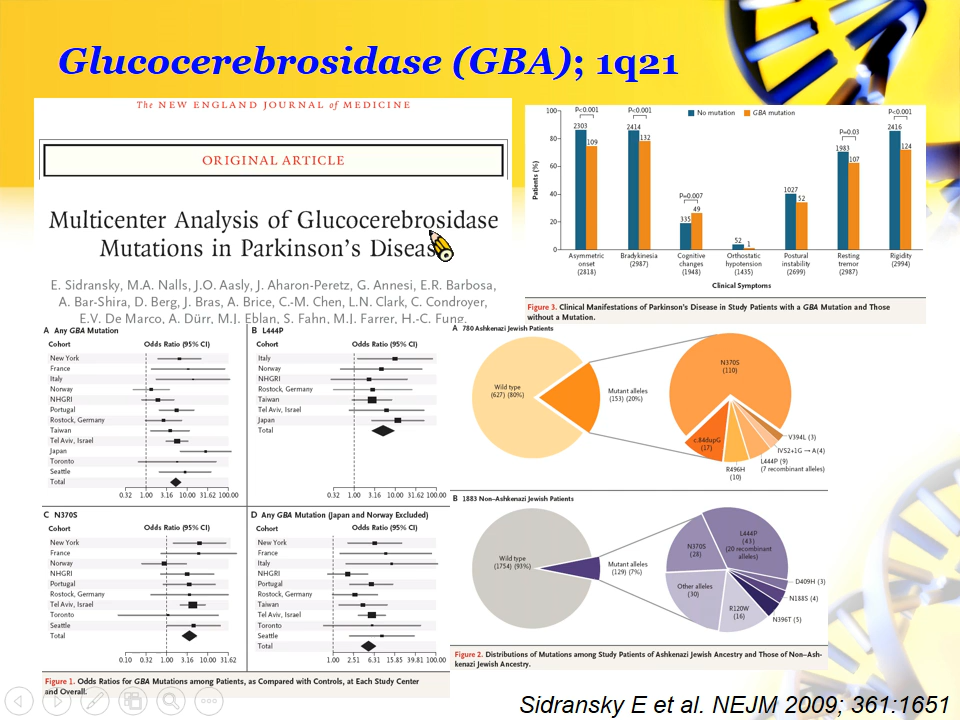 Glucocerebrosidase (GBA); 1q21
The NEW ENGLAND JOURNAL of MEDICINE
ORIGINAL ARTICLE
Multicenter Analysis of Glucocerebrosidase
Mutations in Parkinson's Diseas
E. Sidransky, M.A. Nalls, J.O. Aasly, J. Aharon-Peretz, G. Annesi, E.R. Barbosa,
A. Bar-Shira, D. Berg, J. Bras, A. Brice, C.-M. Chen, L.N. Clark, C. Condroyer,
E.V. De Marco, A. Dürr, M.J. Eblan, S. Fahn, M.J. Farrer, H.-C. Fung,
No mutation GBA mutation
Patients (%)
100
80
60
40
20
0
P<0.001
2303
109
P<0.001
2414
132
P=0.007
335
49
52
1
1027
52
P=0.03
1983
107
P<0.001
2416
124
Asymmetric
onset
(2818)
Bradykinesia
(2987)
Cognitive
changes
(1948)
Orthostatic
hypotension
(1435)
Postural
instability
(2699)
Resting
tremor
(2987)
Rigidity
(2994)
Clinical Symptoms
Figure 3. Clinical Manifestations of Parkinson's Disease in Study Patients with a GBA Mutation and Those
without a Mutation.
A Any GBA Mutation
Cohort Odds Ratio (95% CI)
New York
France
Italy
Norway
NHGRI
Portugal
Rostock, Germany
Taiwan
Tel Aviv, Israel
Japan
Toronto
Seattle
Total
0.32 1.00 3.16 10.00 31.62 100.00
B L444P
Cohort Odds Ratio (95% CI)
Italy
Norway
NHGRI
Rostock, Germany
Taiwan
Tel Aviv, Israel
Japan
Total
0.32 1.00 3.16 10.00 31.62 100.00
C N370S
Cohort Odds Ratio (95% CI)
New York
France
Norway
NHGRI
Portugal
Rostock, Germany
Tel Aviv, Israel
Toronto
Seattle
Total
0.10 0.32 1.00 3.16 10.00 31.62
D Any GBA Mutation (Japan and Norway Excluded)
Cohort Odds Ratio (95% CI)
New York
France
Italy
NHGRI
Portugal
Rostock, Germany
Taiwan
Tel Aviv, Israel
Toronto
Seattle
Total
1.00 2.51 6.31 15.85 39.81 100.00
Figure 1. Odds Ratios for GBA Mutations among Patients, as Compared with Controls, at Each Study Center
and Overall.
A 780 Ashkenazi Jewish Patients
Wild type
(627) (80%)
Mutant alleles
(153) (20%)
N370S
(110)
c.84dupG
(17)
R496H
(10)
L444P (9)
(7 recombinant alleles)
IVS2+1G → A(4)
V394L (3)
B 1883 Non–Ashkenazi Jewish Patients
Wild type
(1754) (93%)
Mutant alleles
(129) (7%)
L444P
(43)
(20 recombinant
alleles)
N370S
(28)
Other alleles
(30)
R120W
(16)
D409H (3)
N188S (4)
N396T (5)
Figure 2. Distributions of Mutations among Study Patients of Ashkenazi Jewish Ancestry and Those of Non–Ash-
kenazi Jewish Ancestry.
Sidransky E et al. NEJM 2009; 361:1651